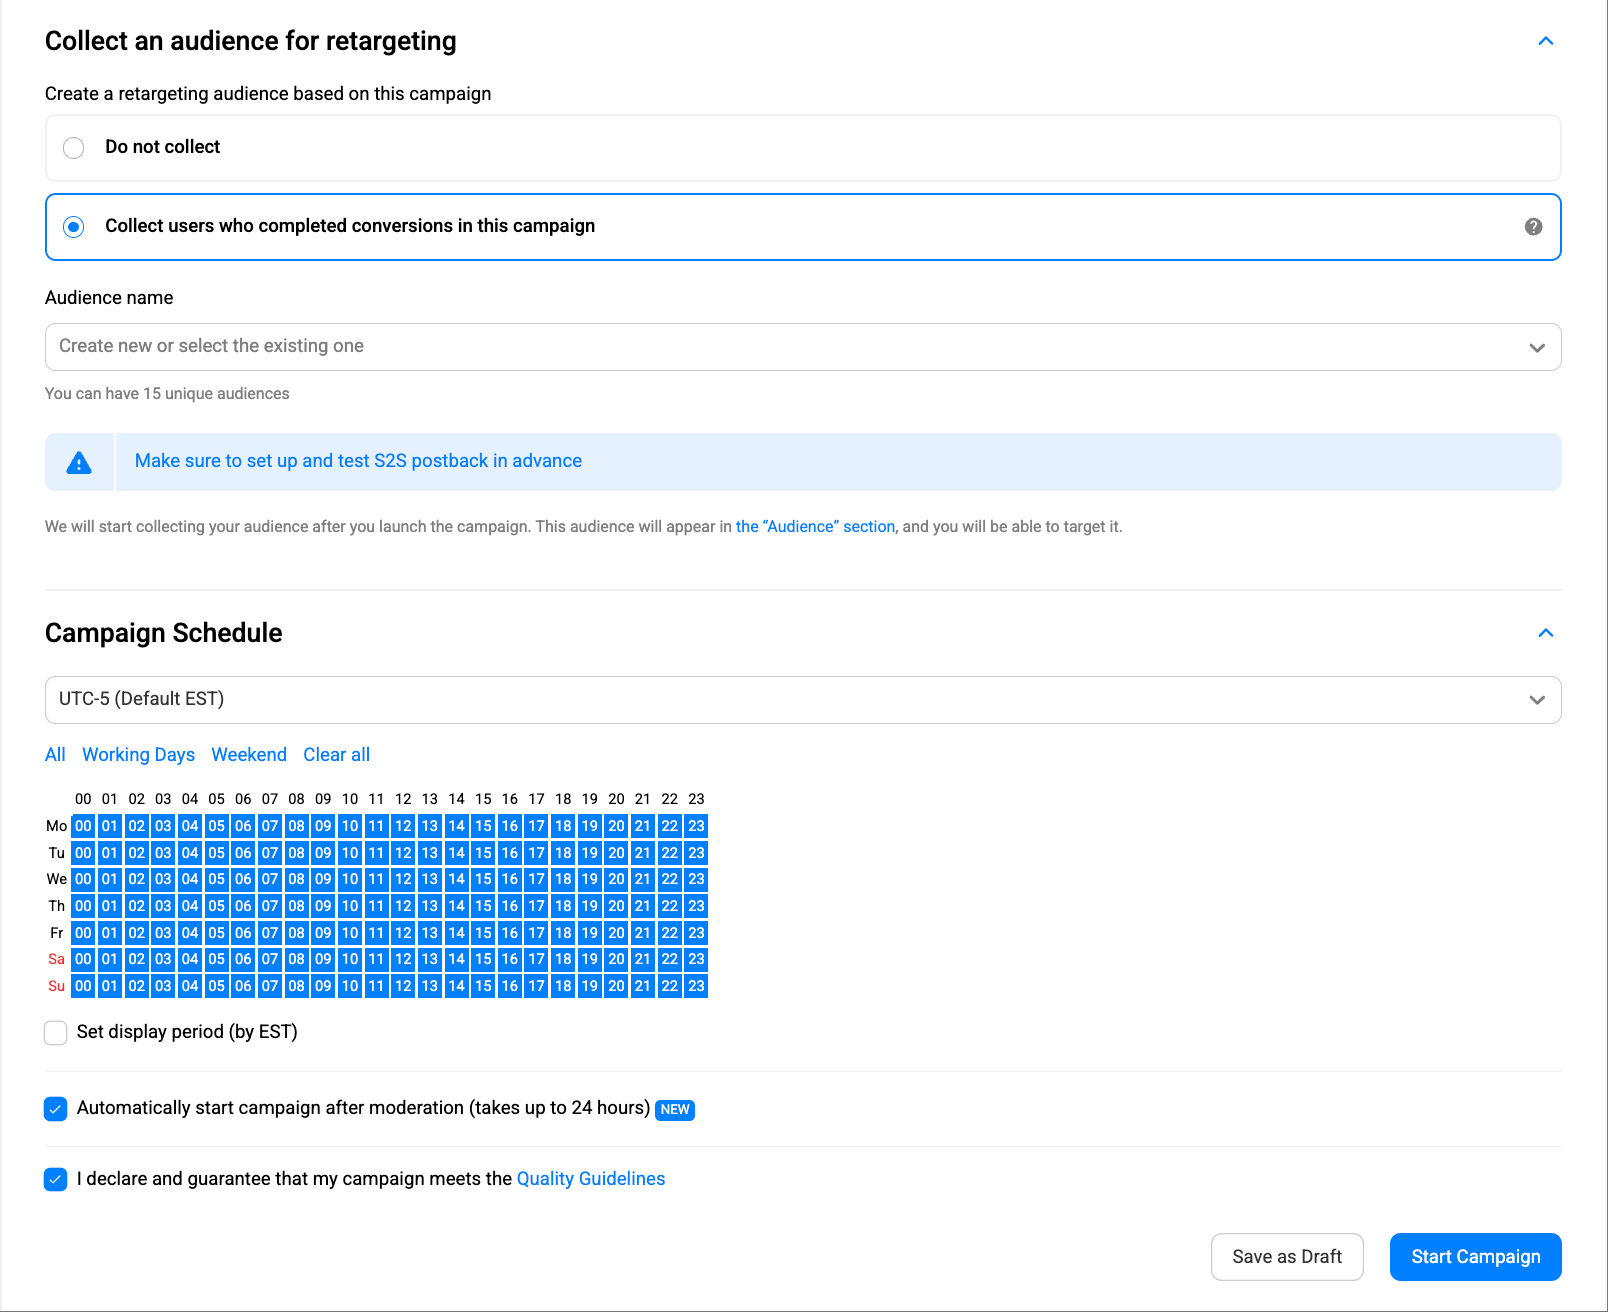 Collect an audience for retargeting
Create a retargeting audience based on this campaign
Do not collect
Collect users who completed conversions in this campaign
Audience name
Create new or select the existing one
You can have 15 unique audiences
Make sure to set up and test S2S postback in advance
We will start collecting your audience after you launch the campaign. This audience will appear in the “Audience” section, and you will be able to target it.
Campaign Schedule
UTC-5 (Default EST)
All Working Days Weekend Clear all
00 01 02 03 04 05 06 07 08 09 10 11 12 13 14 15 16 17 18 19 20 21 22 23
Mo 00 01 02 03 04 05 06 07 08 09 10 11 12 13 14 15 16 17 18 19 20 21 22 23
Tu 00 01 02 03 04 05 06 07 08 09 10 11 12 13 14 15 16 17 18 19 20 21 22 23
We 00 01 02 03 04 05 06 07 08 09 10 11 12 13 14 15 16 17 18 19 20 21 22 23
Th 00 01 02 03 04 05 06 07 08 09 10 11 12 13 14 15 16 17 18 19 20 21 22 23
Fr 00 01 02 03 04 05 06 07 08 09 10 11 12 13 14 15 16 17 18 19 20 21 22 23
Sa 00 01 02 03 04 05 06 07 08 09 10 11 12 13 14 15 16 17 18 19 20 21 22 23
Su 00 01 02 03 04 05 06 07 08 09 10 11 12 13 14 15 16 17 18 19 20 21 22 23
Set display period (by EST)
Automatically start campaign after moderation (takes up to 24 hours) NEW
I declare and guarantee that my campaign meets the Quality Guidelines
Save as Draft Start Campaign